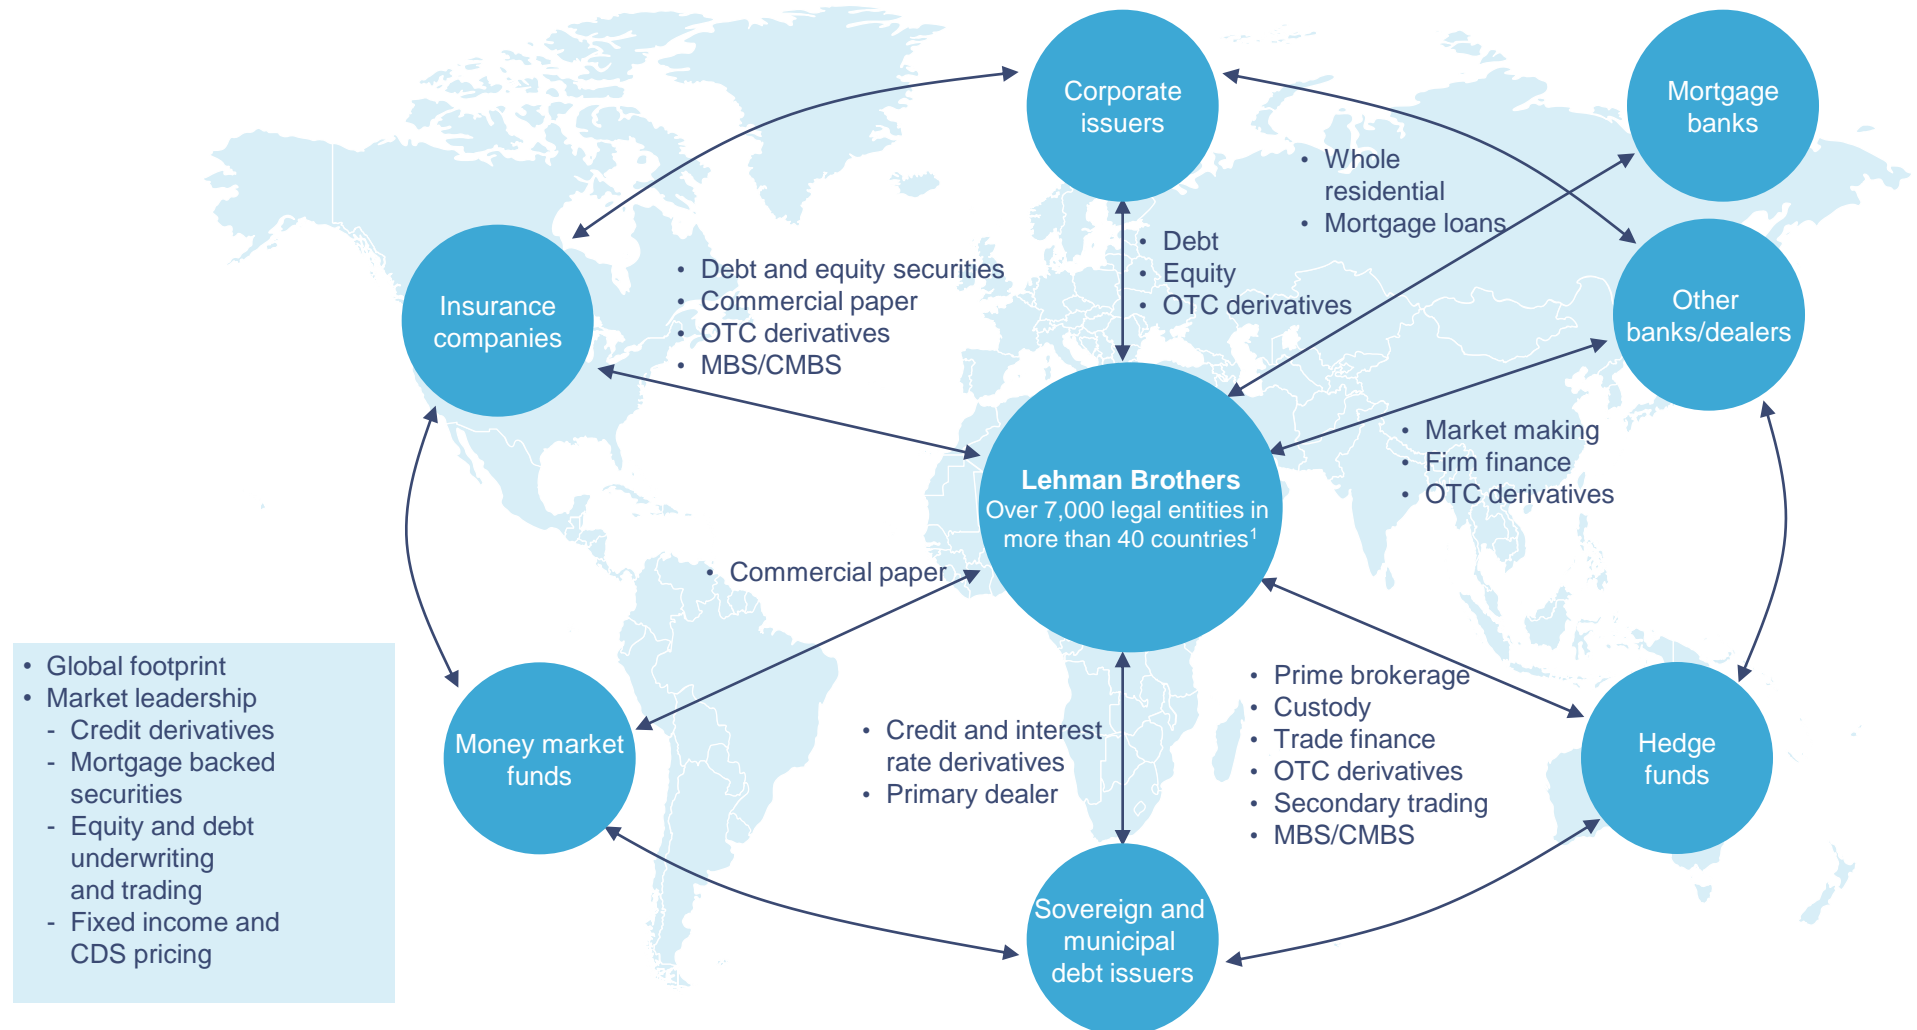 Corporate
issuers
Mortgage
banks
• Whole
residential
• Mortgage loans
• Debt
• Equity
• OTC derivatives
• Debt and equity securities
• Commercial paper
• OTC derivatives
• MBS/CMBS
Insurance
companies
Other
banks/dealers
• Market making
• Firm finance
• OTC derivatives
Lehman Brothers
Over 7,000 legal entities in
more than 40 countries¹
• Commercial paper
• Global footprint
• Market leadership
- Credit derivatives
- Mortgage backed
securities
- Equity and debt
underwriting
and trading
- Fixed income and
CDS pricing
Money market
funds
• Credit and interest
rate derivatives
• Primary dealer
• Prime brokerage
• Custody
• Trade finance
• OTC derivatives
• Secondary trading
• MBS/CMBS
Hedge
funds
Sovereign and
municipal
debt issuers